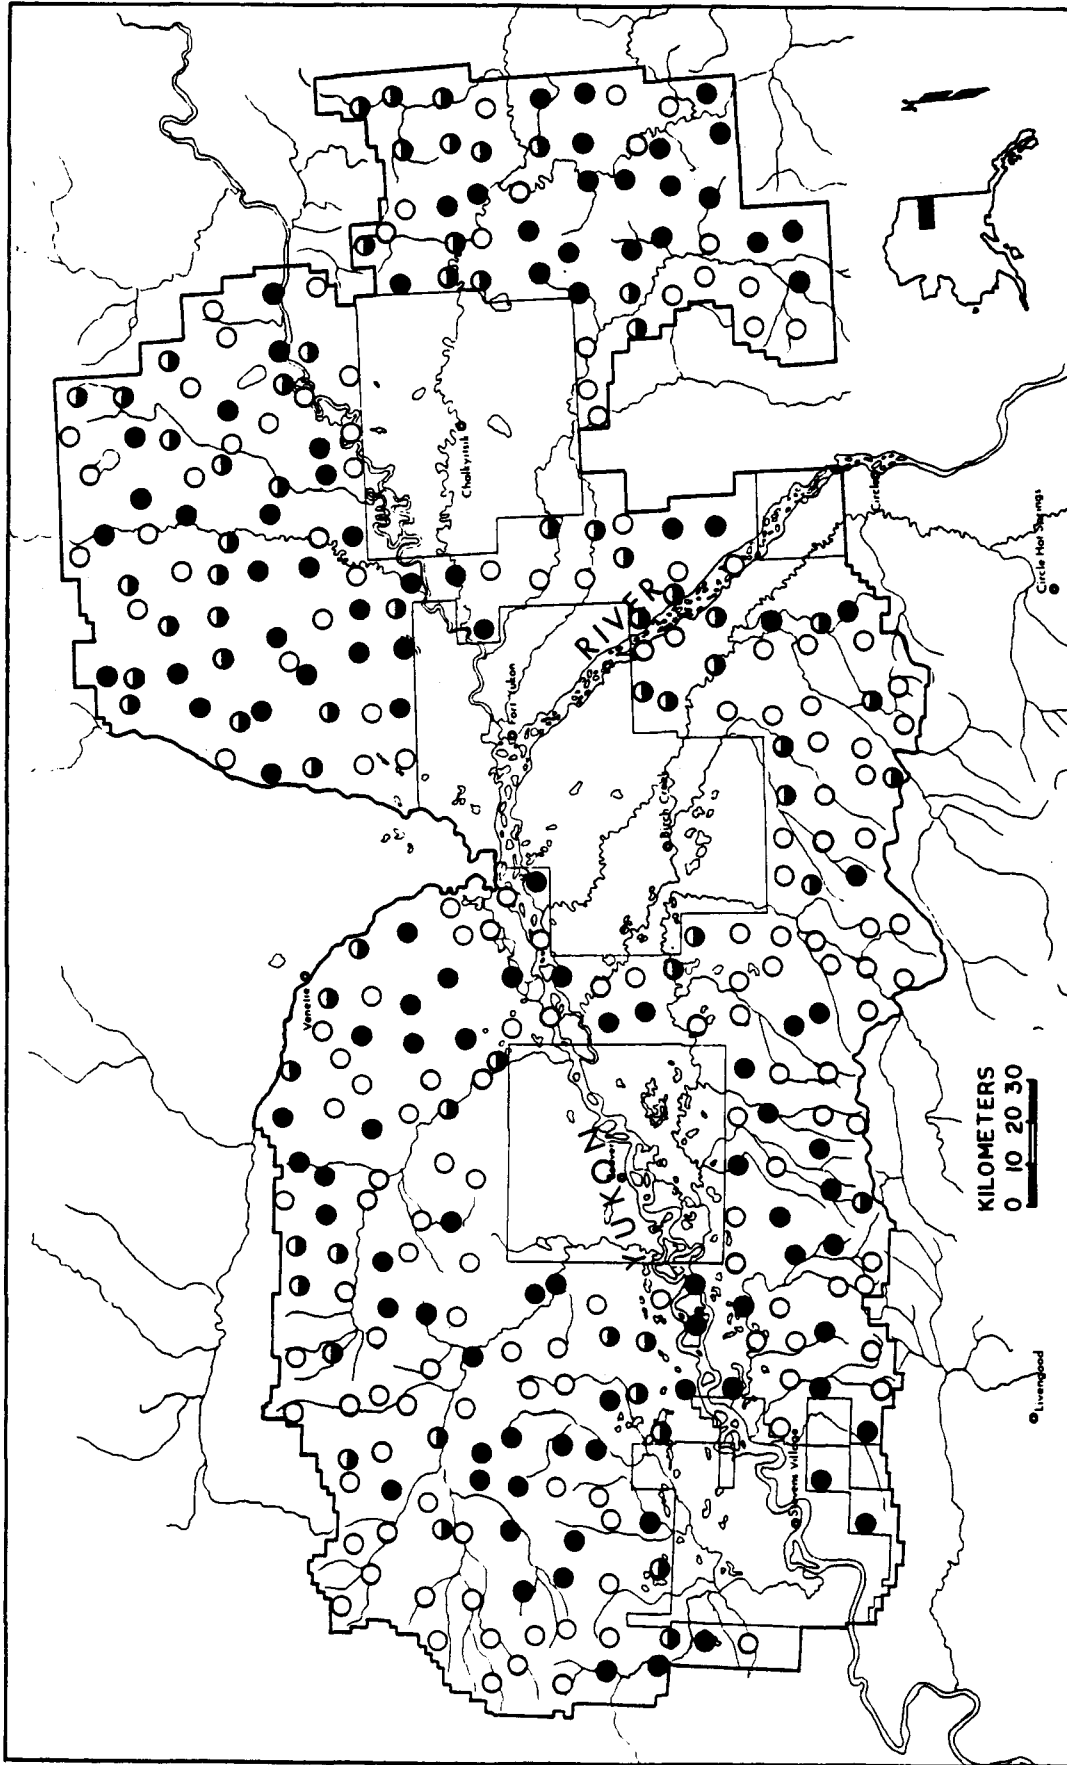 Venetie
Chalkyitsik
Fort Yukon
YUKON
RIVER
Beaver
Birch Creek
Circle
Stevens Village
Circle Hot Springs
Livengood
KILOMETERS
0 10 20 30